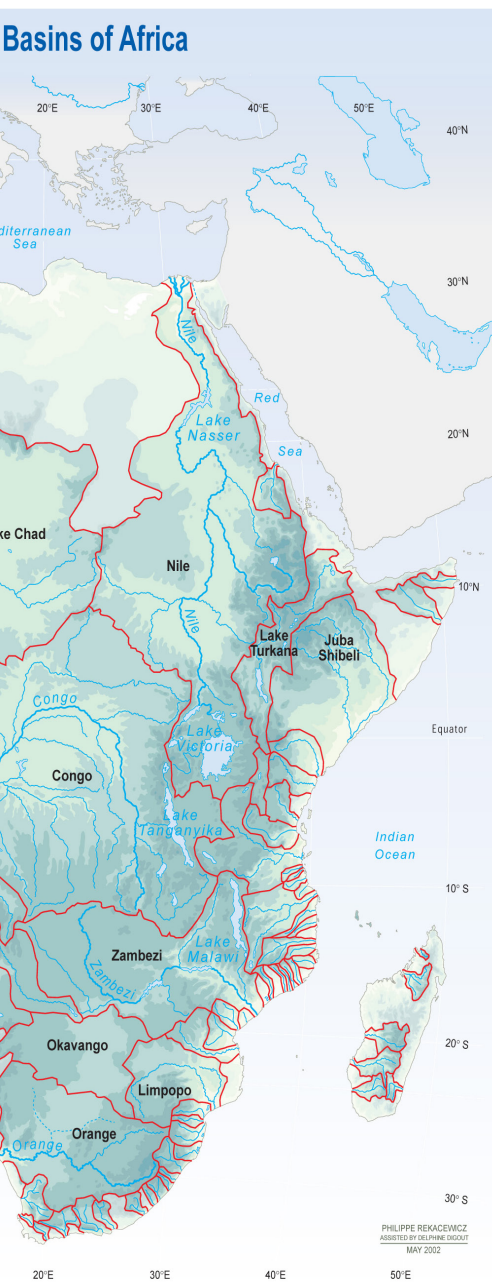 Basins of Africa
20°E
30°E
40°E
50°E
40°N
diterranean
Sea
30°N
Nile
Red
Sea
Lake
Nasser
20°N
ke Chad
Nile
10°N
Nile
Lake
Turkana
Juba
Shibeli
Congo
Equator
Lake
Victoria
Congo
Lake
Tanganyika
Indian
Ocean
10° S
Zambezi
Lake
Malawi
Zambezi
20° S
Okavango
Limpopo
Orange
Orange
30° S
PHILIPPE REKACEWICZ
ASSISTED BY DELPHINE DIGOUT
MAY 2002
20°E
30°E
40°E
50°E